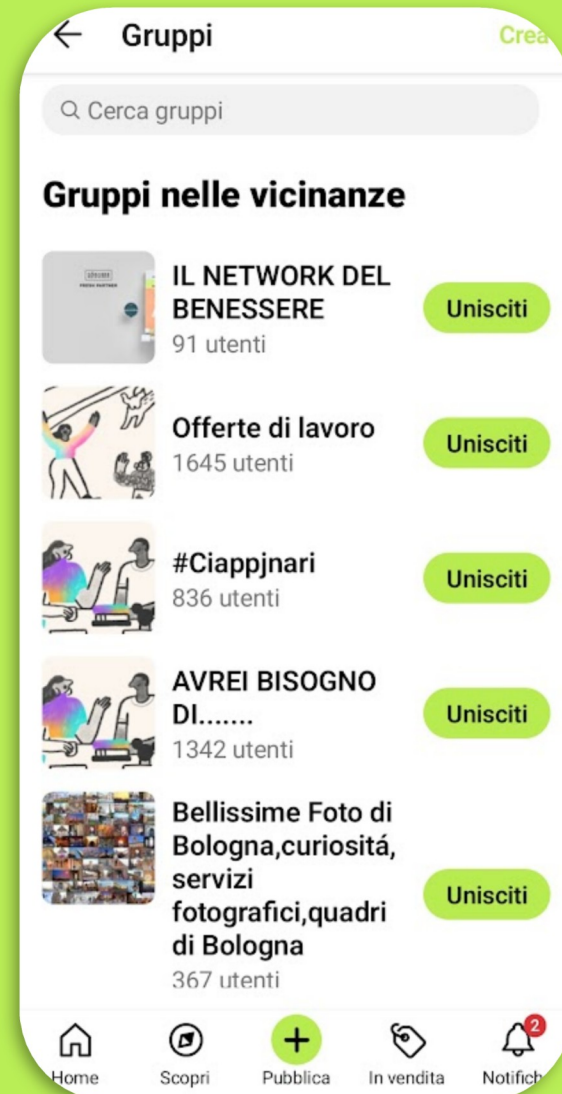 Gruppi
Crea
Cerca gruppi
Gruppi nelle vicinanze
IL NETWORK DEL
BENESSERE
91 utenti
Unisciti
Offerte di lavoro
1645 utenti
Unisciti
#Ciappjnari
836 utenti
Unisciti
AVREI BISOGNO
DI.......
1342 utenti
Unisciti
Bellissime Foto di
Bologna,curiositá,
servizi
fotografici,quadri
di Bologna
367 utenti
Unisciti
2
Home
Scopri
Pubblica
In vendita
Notifich